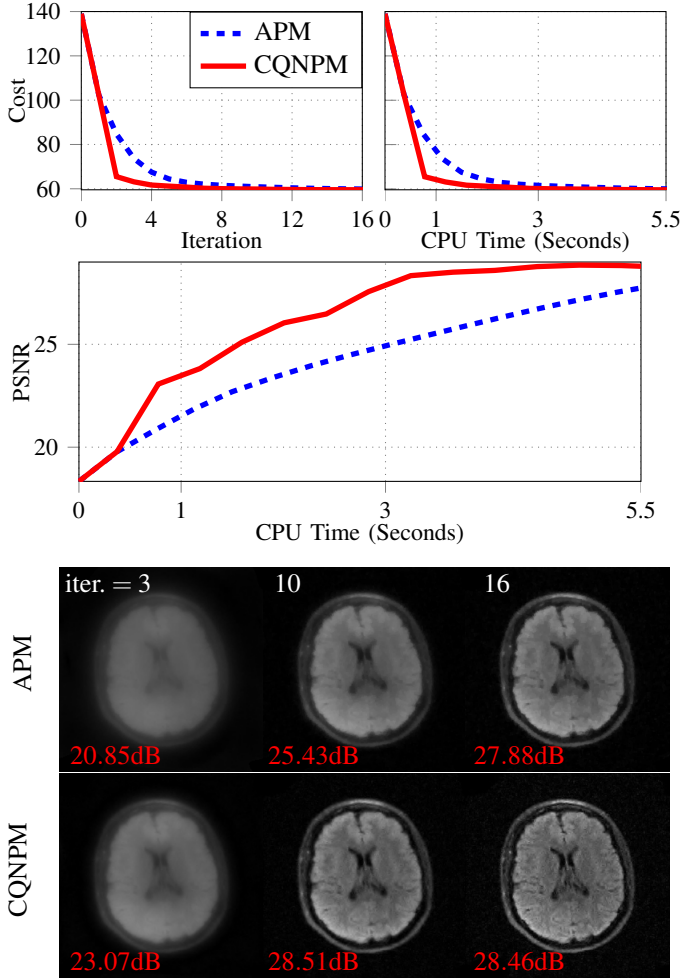 140
120
100
80
60
Cost
APM
CQNPM
0
4
8
12
16
Iteration
0
1
3
5.5
CPU Time (Seconds)
25
20
PSNR
0
1
3
5.5
CPU Time (Seconds)
iter. = 3
10
16
APM
20.85dB
25.43dB
27.88dB
CQNPM
23.07dB
28.51dB
28.46dB